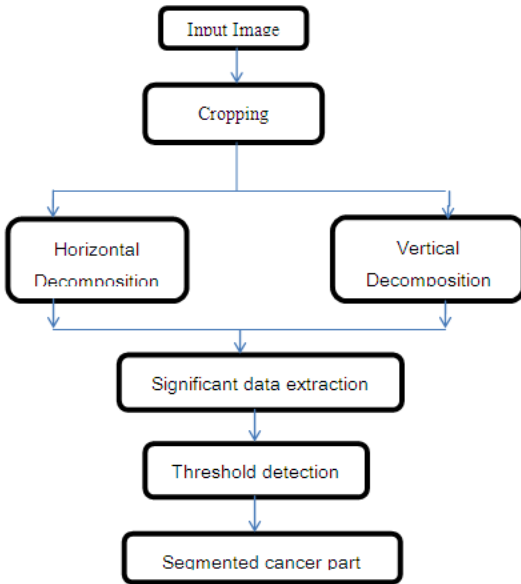 Input Image
Cropping
Horizontal
Decomposition
Vertical
Decomposition
Significant data extraction
Threshold detection
Segmented cancer part